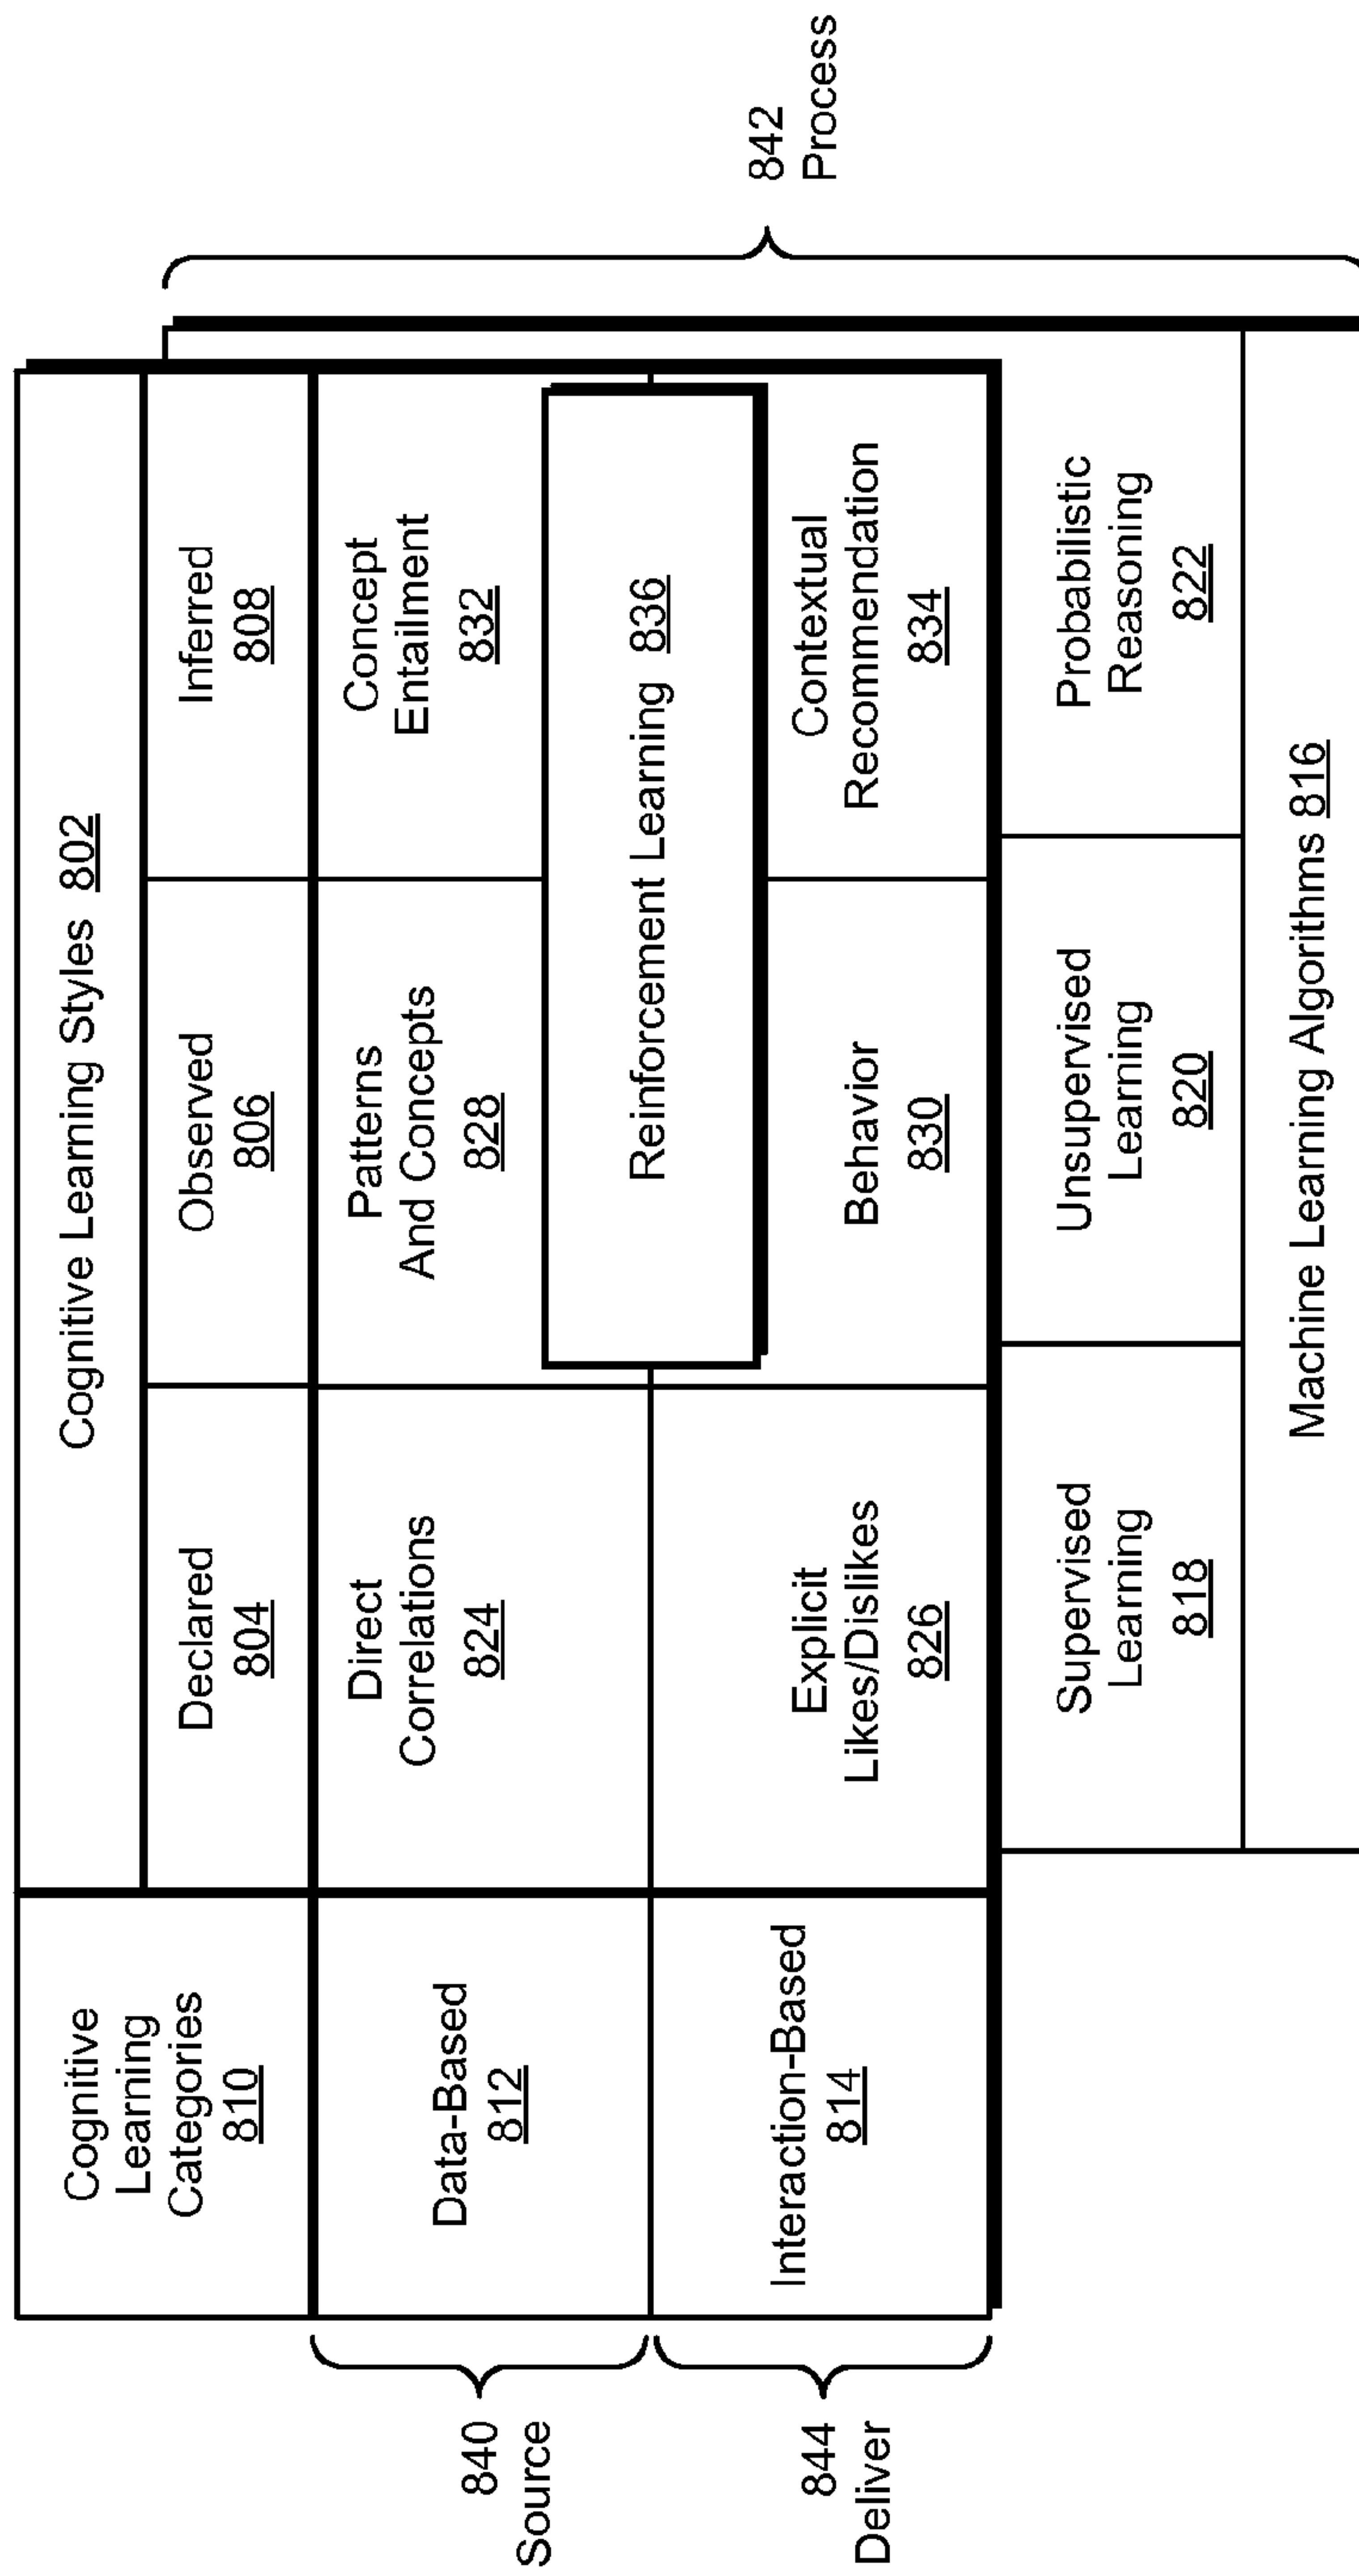 Cognitive Learning Styles 802
Cognitive
Learning
Categories
810
Declared
804
Observed
806
Inferred
808
840
Source
Data-Based
812
Direct
Correlations
824
Patterns
And Concepts
828
Concept
Entailment
832
Reinforcement Learning 836
842
Process
844
Deliver
Interaction-Based
814
Explicit
Likes/Dislikes
826
Behavior
830
Contextual
Recommendation
834
Supervised
Learning
818
Unsupervised
Learning
820
Probabilistic
Reasoning
822
Machine Learning Algorithms 816